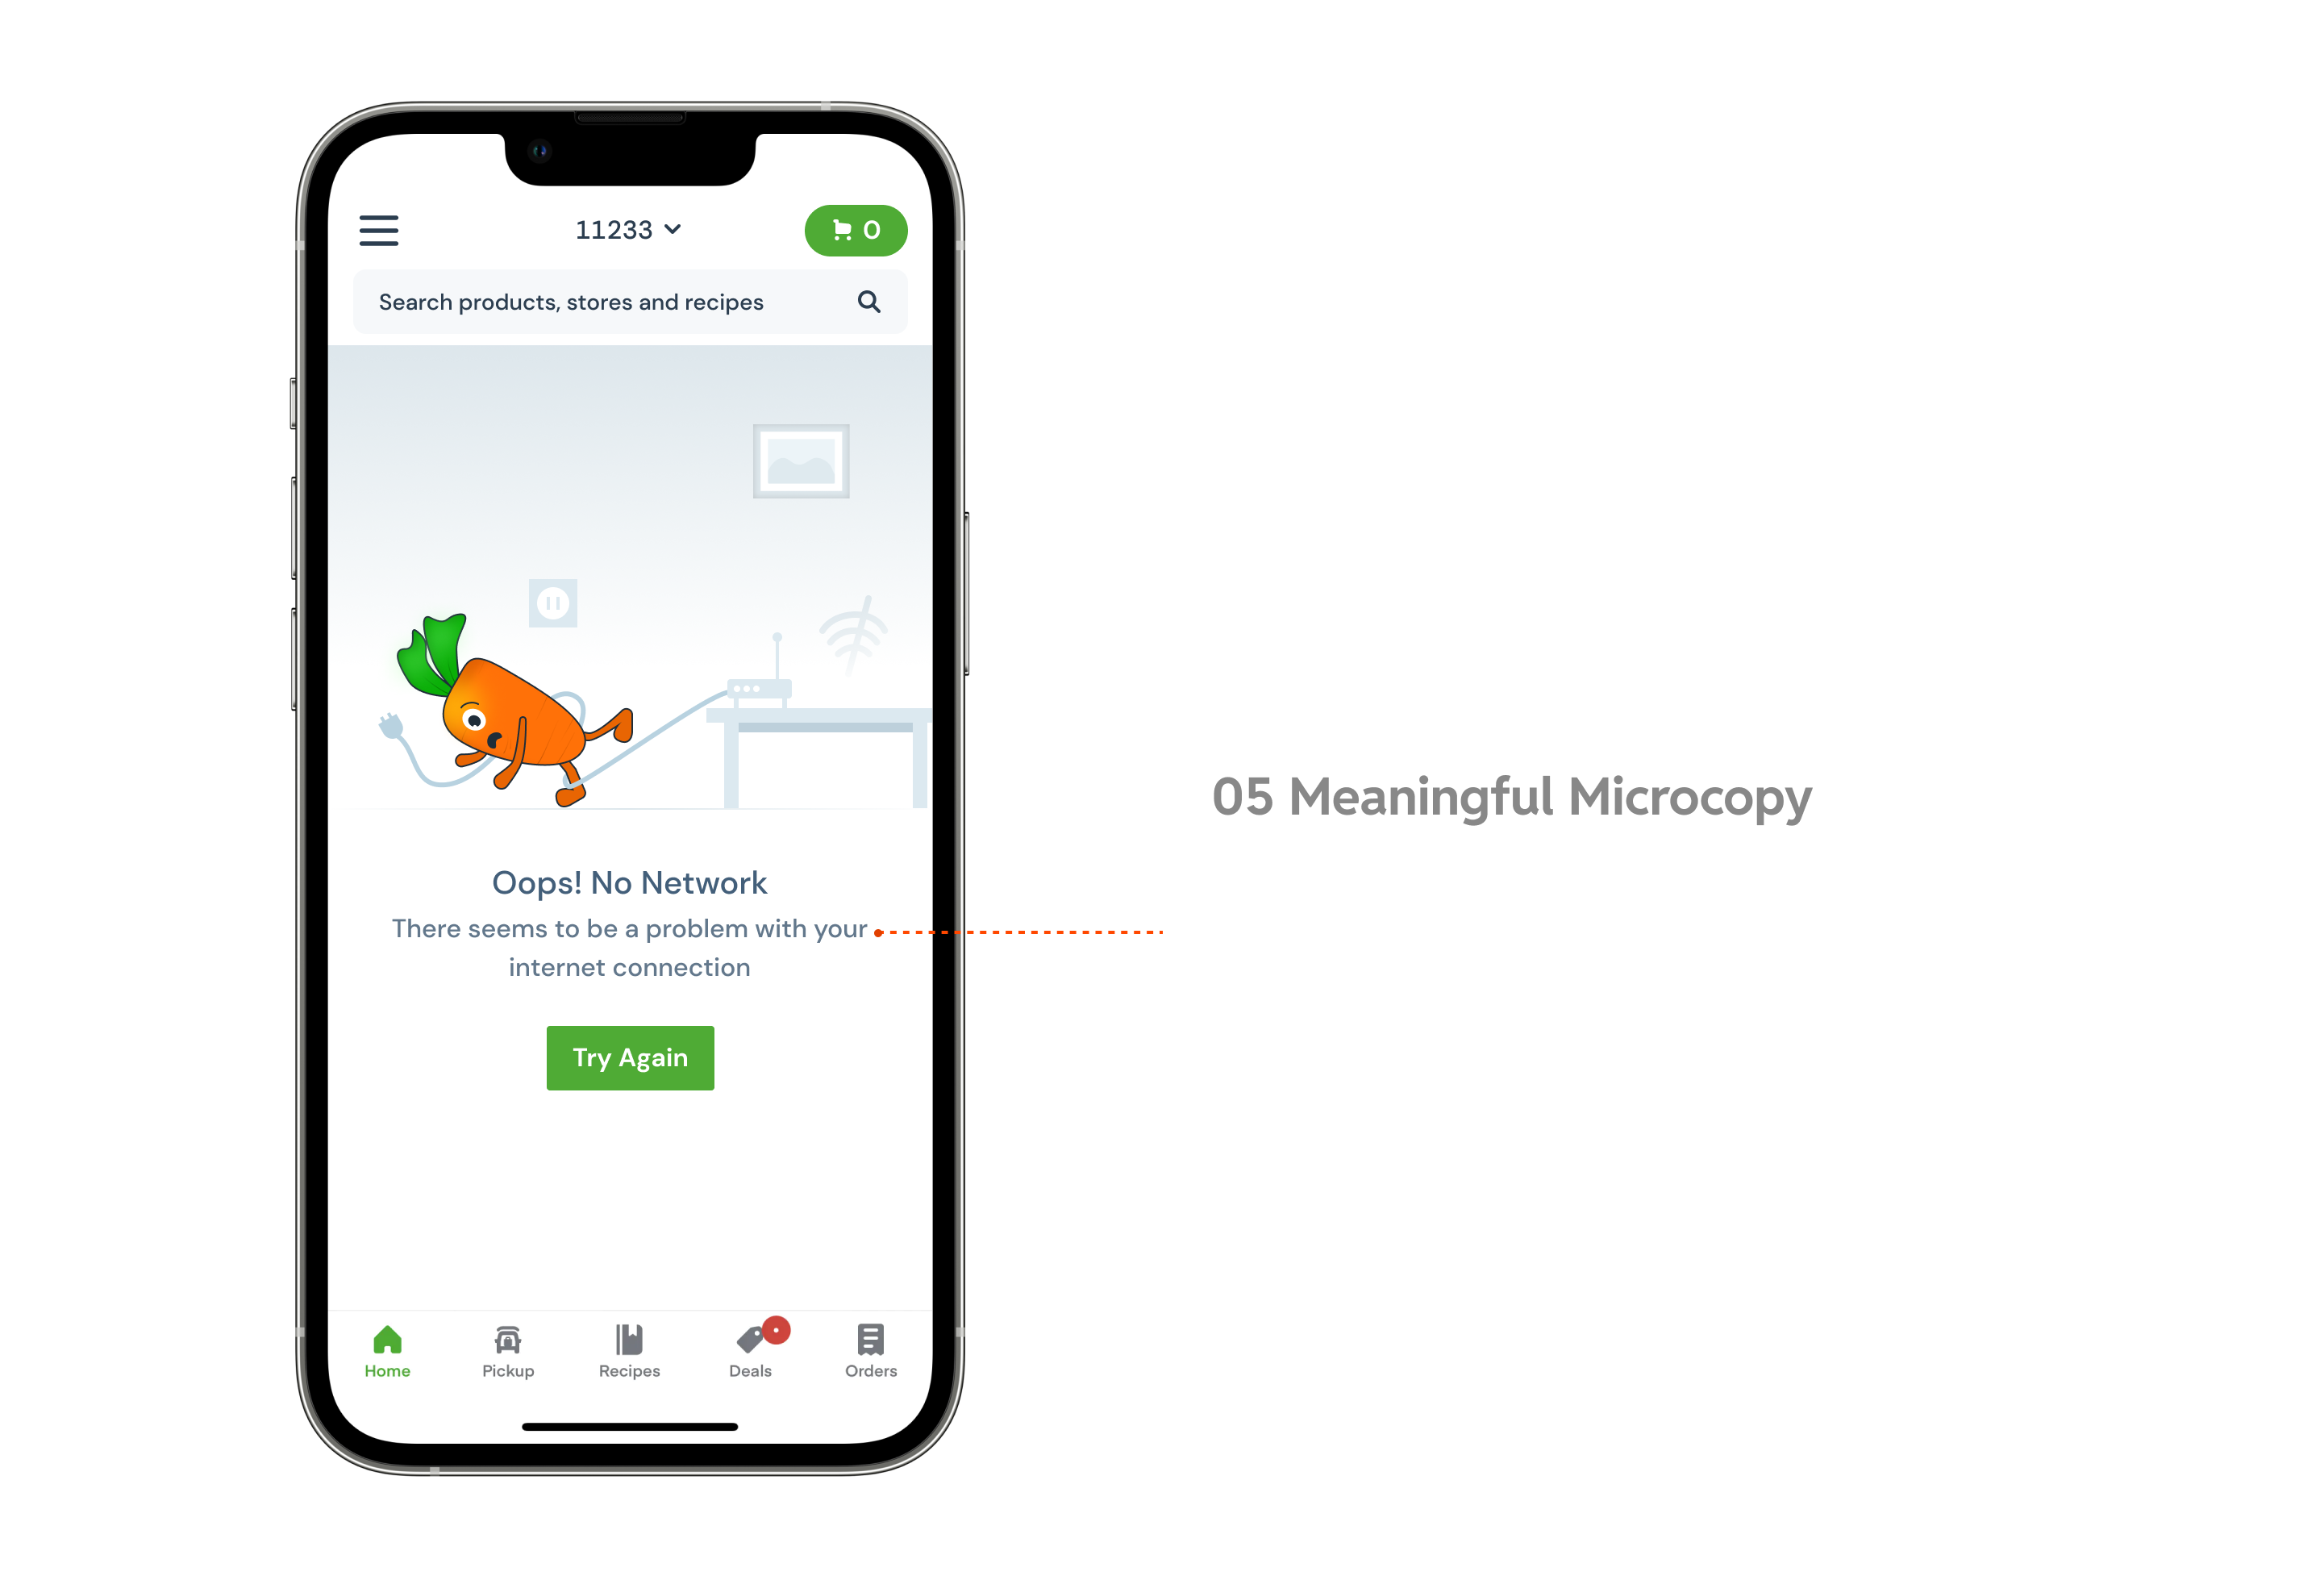 11233
0
Search products, stores and recipes
Oops! No Network
There seems to be a problem with your
internet connection
Try Again
Home
Pickup
Recipes
Deals
Orders
05 Meaningful Microcopy